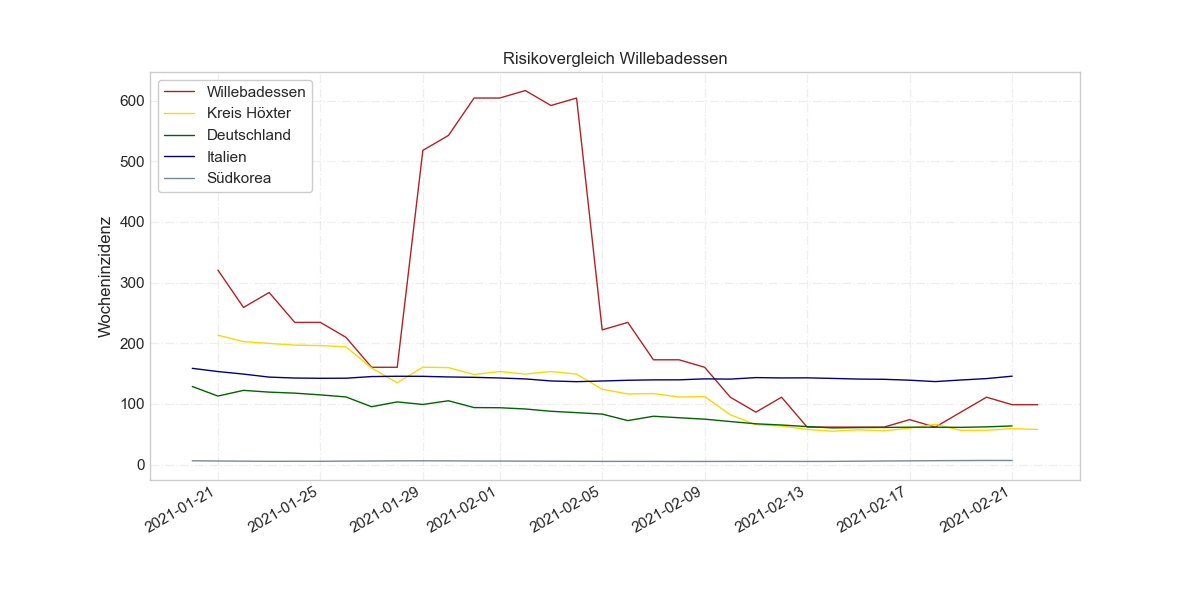 Risikovergleich Willebadessen
Willebadessen
Kreis Höxter
Deutschland
Italien
Südkorea
Wocheninzidenz
600
500
400
300
200
100
0
2021-01-21
2021-01-25
2021-01-29
2021-02-01
2021-02-05
2021-02-09
2021-02-13
2021-02-17
2021-02-21